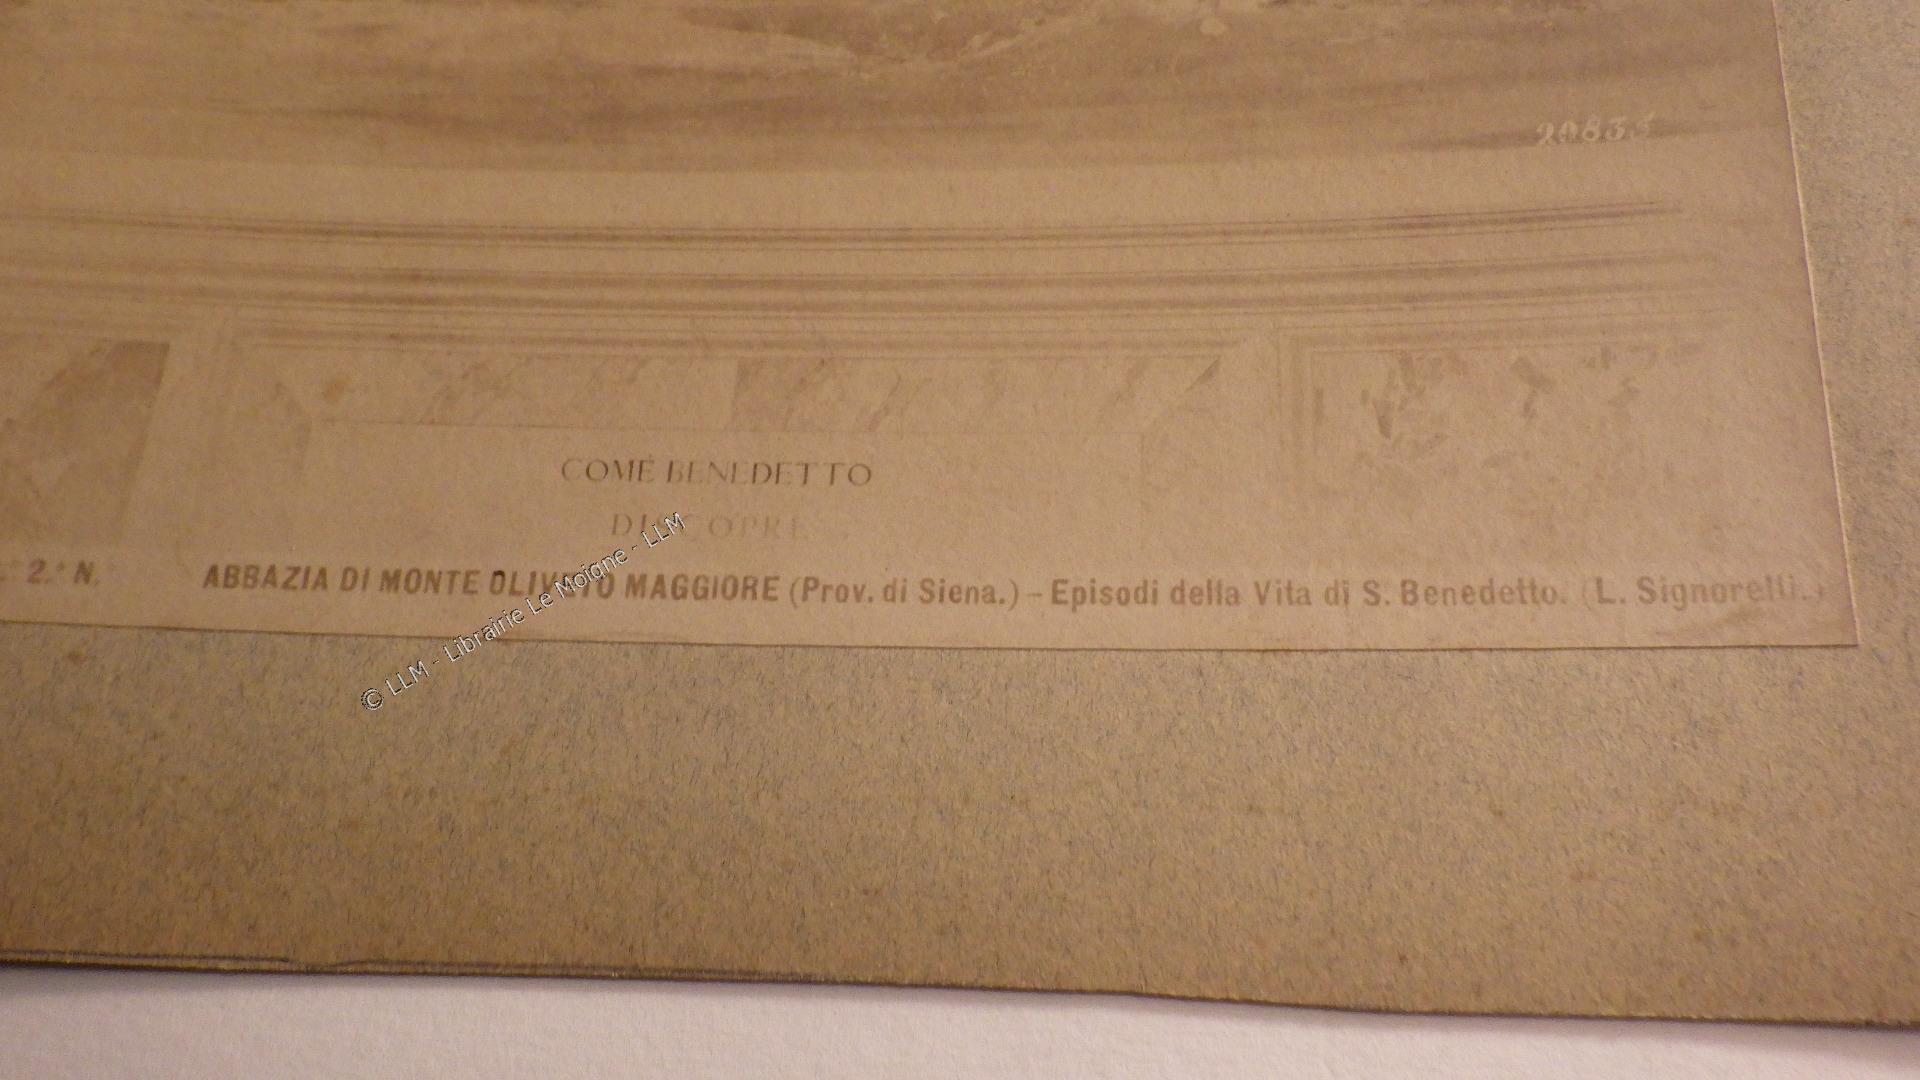 COME BENEDETTO
DISCOPRE
2.ª N. ABBAZIA DI MONTE OLIVETO MAGGIORE (Prov. di Siena.) – Episodi della Vita di S. Benedetto. (L. Signorelli.)
© LLM - Librairie Le Moigne - LLM